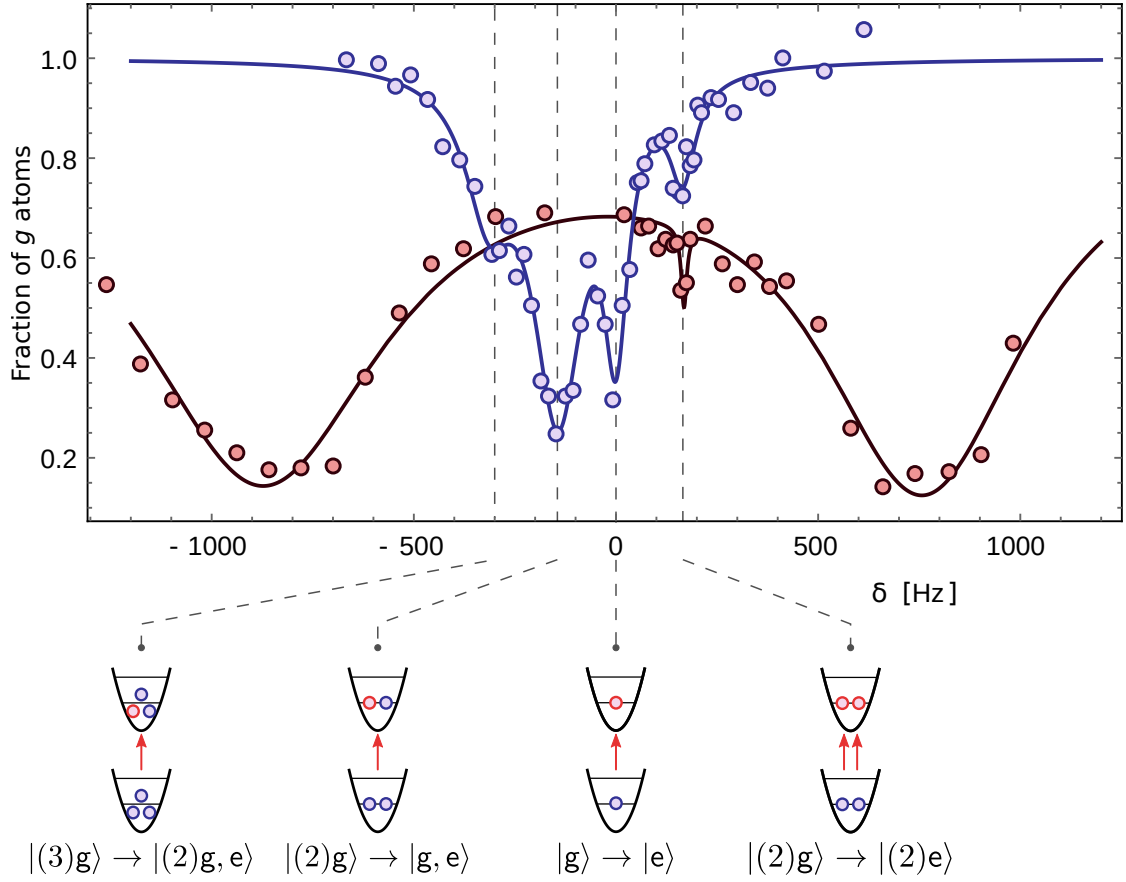 Fraction of g atoms
1.0
0.8
0.6
0.4
0.2
- 1000
- 500
0
500
1000
δ [Hz]
|(3)g⟩ → |(2)g, e⟩
|(2)g⟩ → |g, e⟩
|g⟩ → |e⟩
|(2)g⟩ → |(2)e⟩